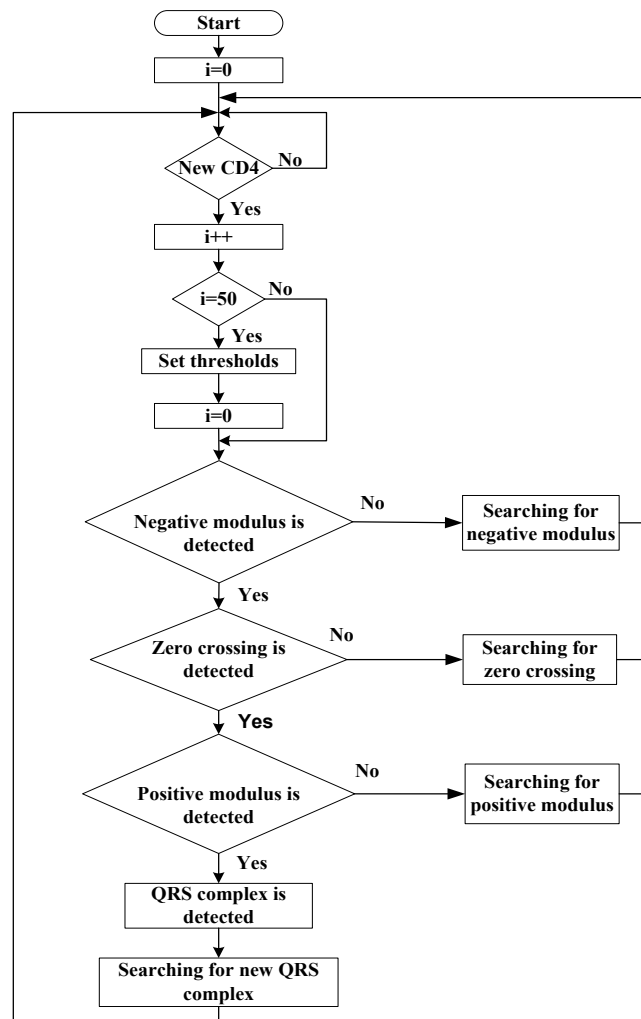 Start
i=0
New CD4
No
Yes
i++
i=50
No
Yes
Set thresholds
i=0
Negative modulus is
detected
No
Searching for
negative modulus
Yes
Zero crossing is
detected
No
Searching for
zero crossing
Yes
Positive modulus is
detected
No
Searching for
positive modulus
Yes
QRS complex is
detected
Searching for new QRS
complex